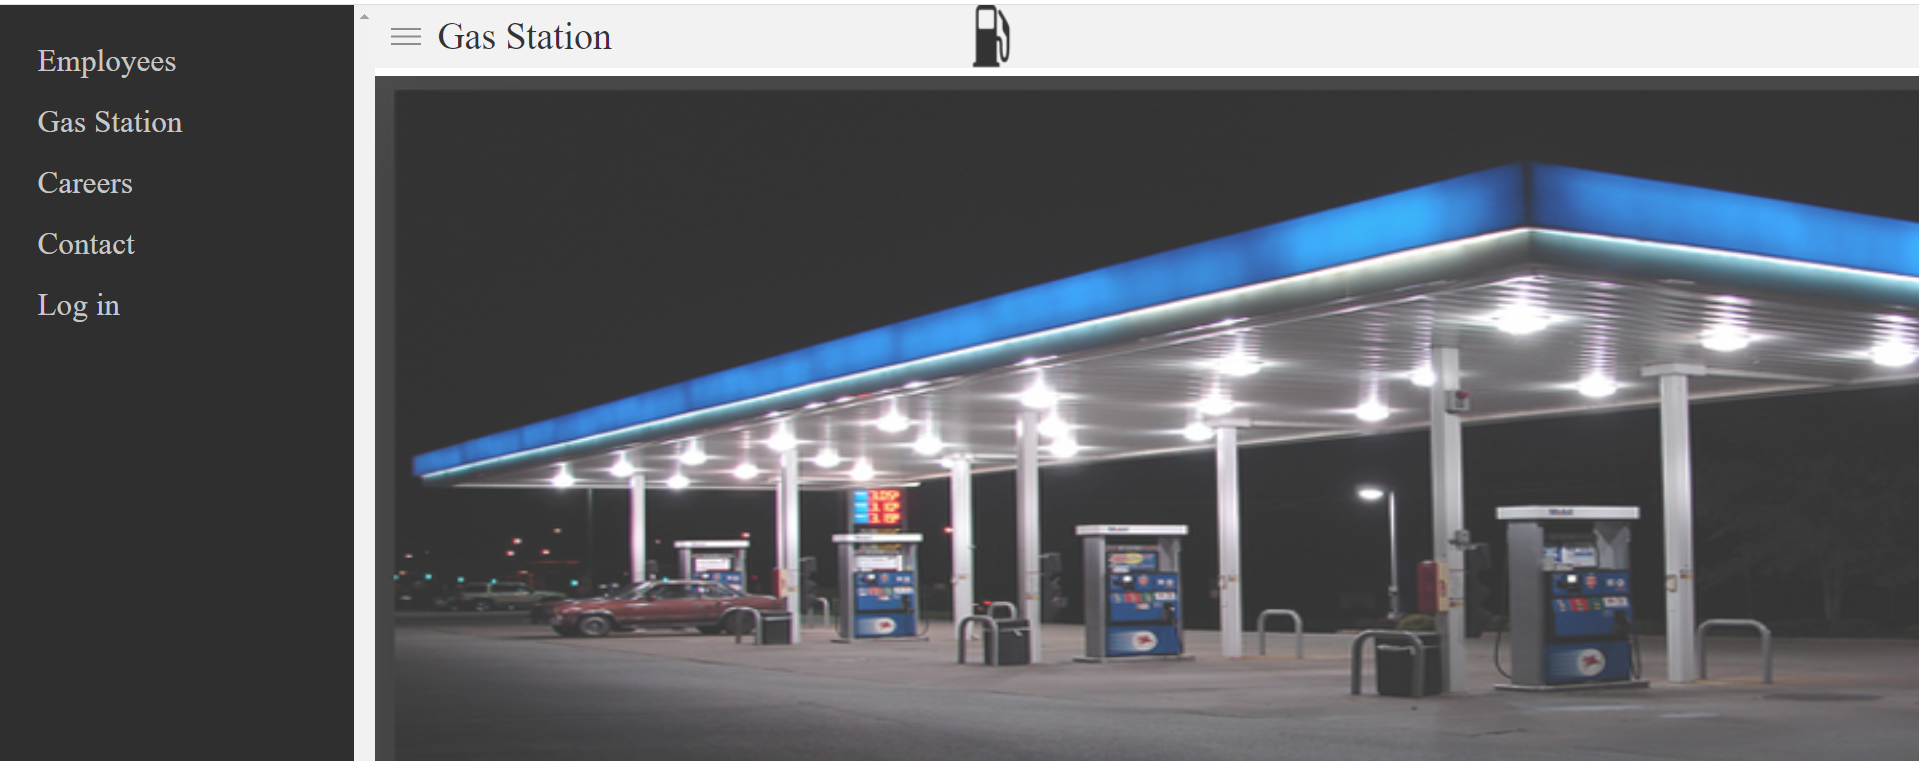 Employees
Gas Station
Careers
Contact
Log in
Gas Station